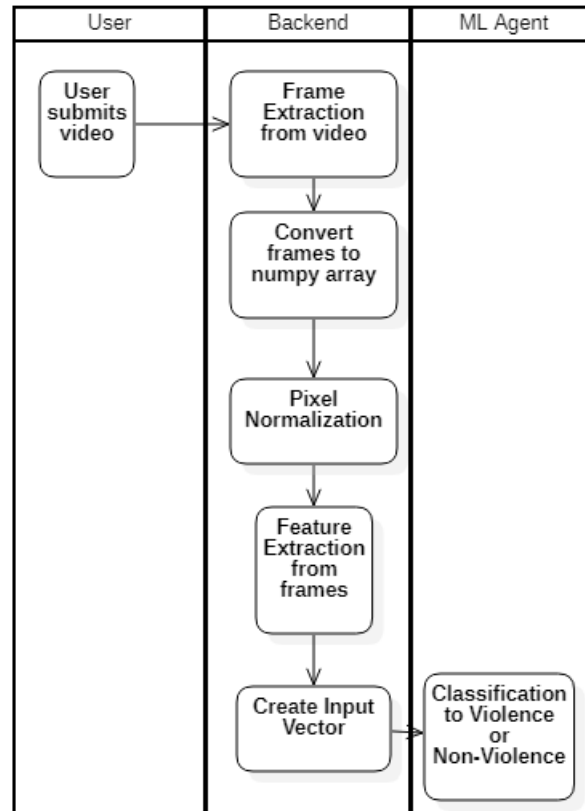 User
Backend
ML Agent
User
submits
video
Frame
Extraction
from video
Convert
frames to
numpy array
Pixel
Normalization
Feature
Extraction
from
frames
Create Input
Vector
Classification
to Violence
or
Non-Violence